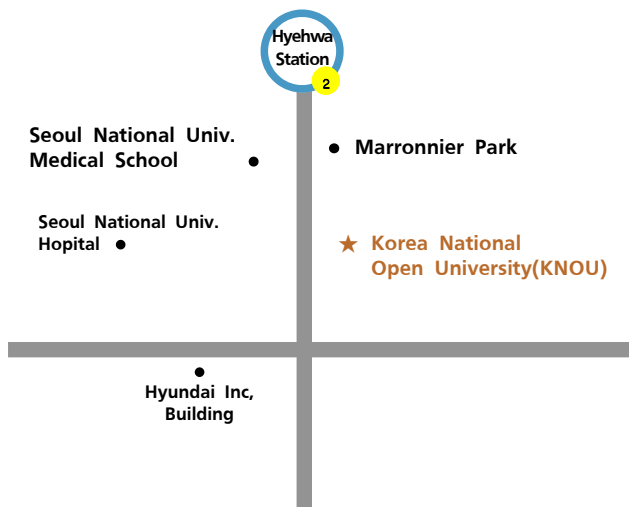 Hyehwa
Station
2
Seoul National Univ.
Medical School
Marronnier Park
Seoul National Univ.
Hopital
Korea National
Open University(KNOU)
Hyundai Inc,
Building